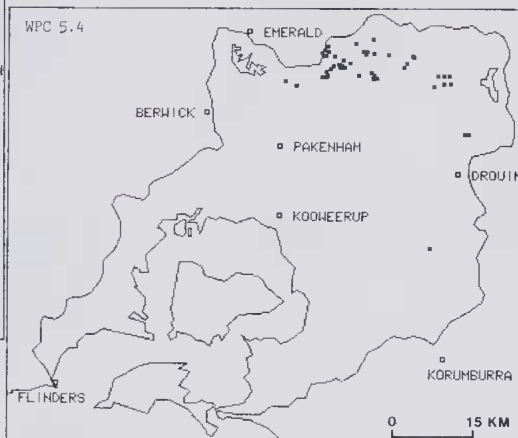 WPC 5.4
EMERALD
BERWICK
PAKENHAM
DROUIN
KOOWEERUP
KORUMBURRA
FLINDERS
0 15 KM